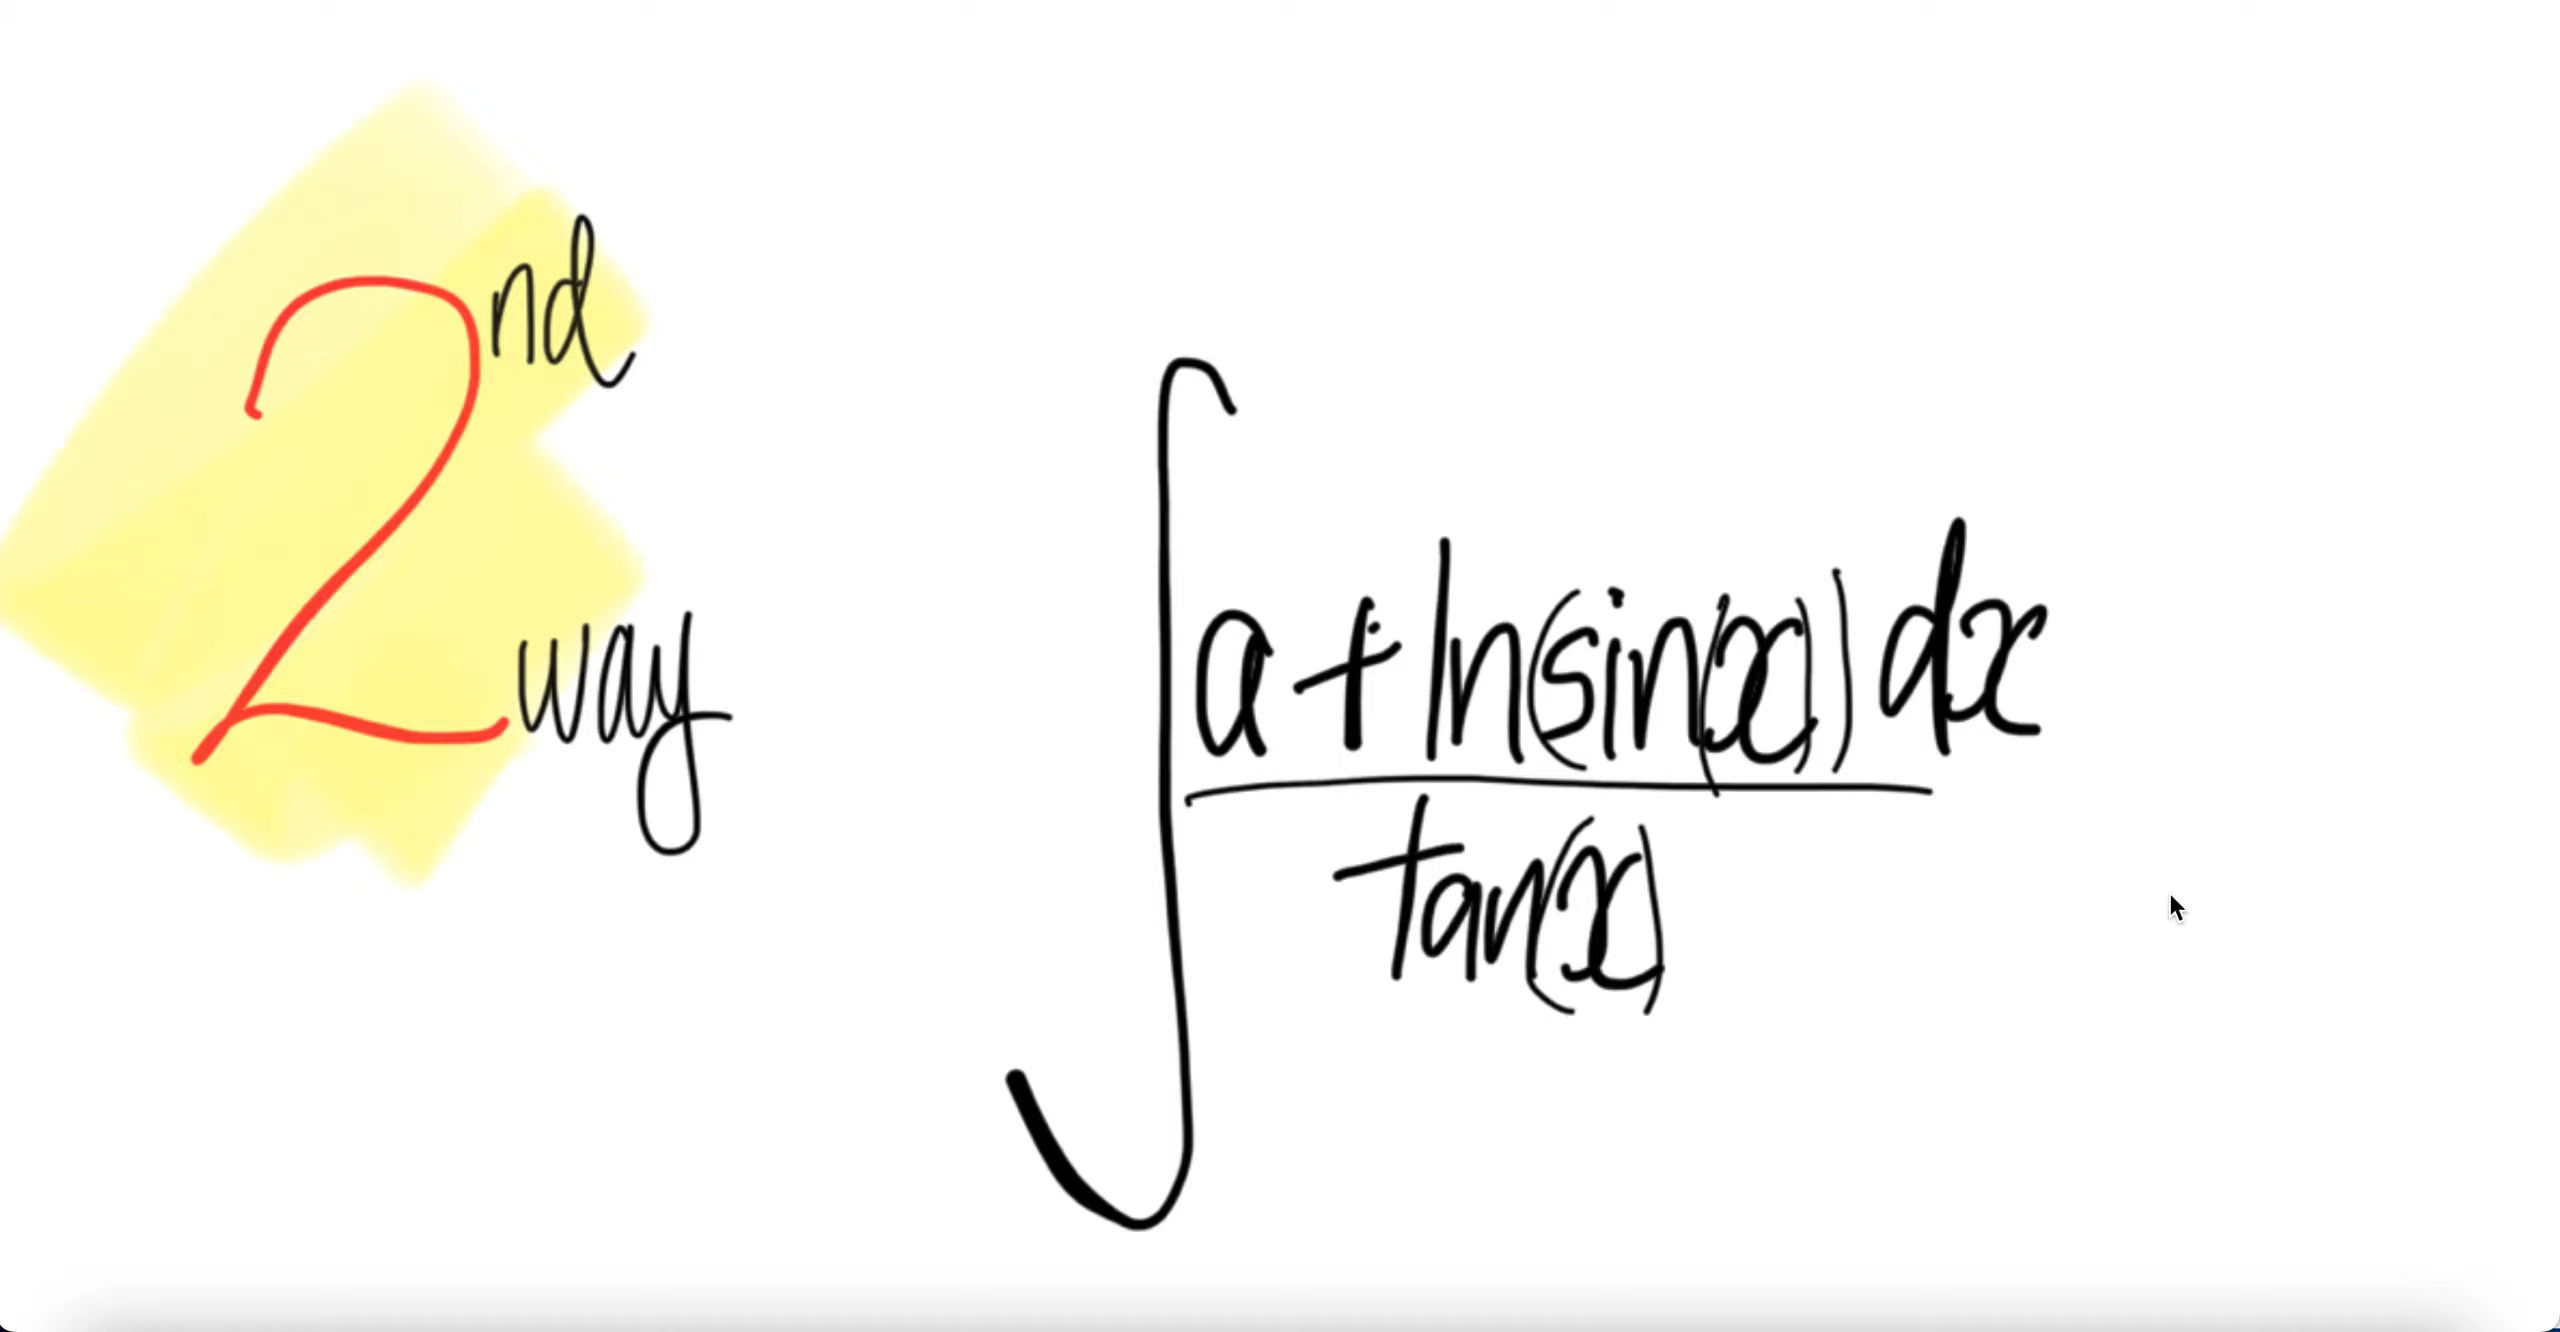 2nd
way
∫ a + ln(sin(x)) dx
tan(x)